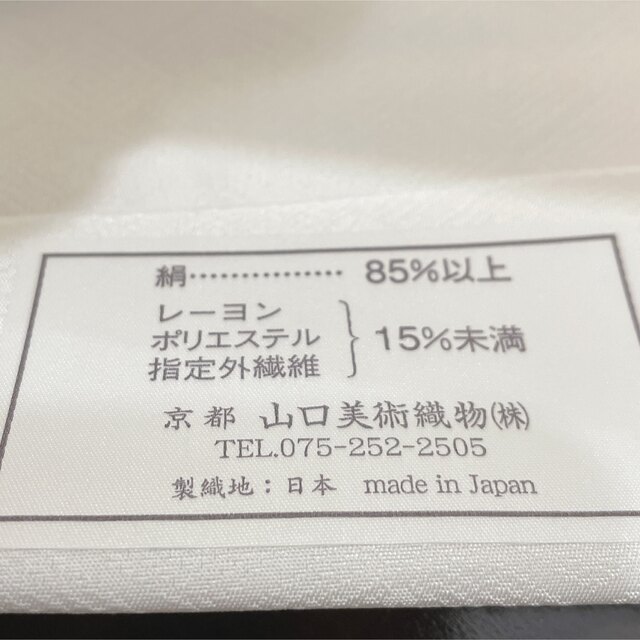 絹‥‥‥‥‥ 85%以上
レーヨン
ポリエステル
指定外繊維
15%未満
京都 山口美術織物㈱
TEL.075-252-2505
製織地：日本 made in Japan